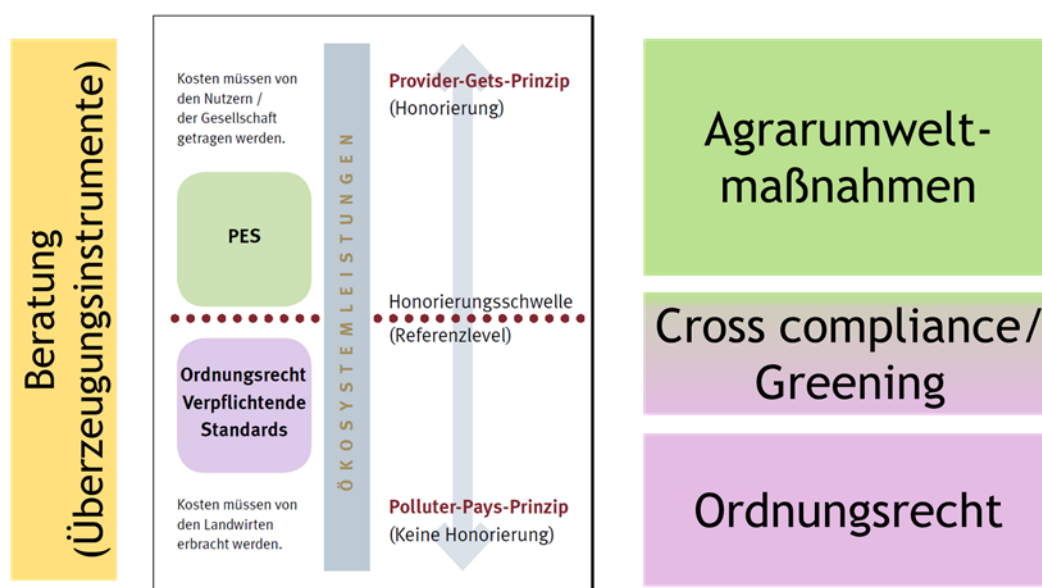 Beratung
(Überzeugungsinstrumente)
Kosten müssen von
den Nutzern /
der Gesellschaft
getragen werden.
PES
Ordnungsrecht
Verpflichtende
Standards
Kosten müssen von
den Landwirten
erbracht werden.
ÖKOSYSTEMLEISTUNGEN
Provider-Gets-Prinzip
(Honorierung)
Honorierungsschwelle
(Referenzlevel)
Polluter-Pays-Prinzip
(Keine Honorierung)
Agrarumwelt-
maßnahmen
Cross compliance/
Greening
Ordnungsrecht